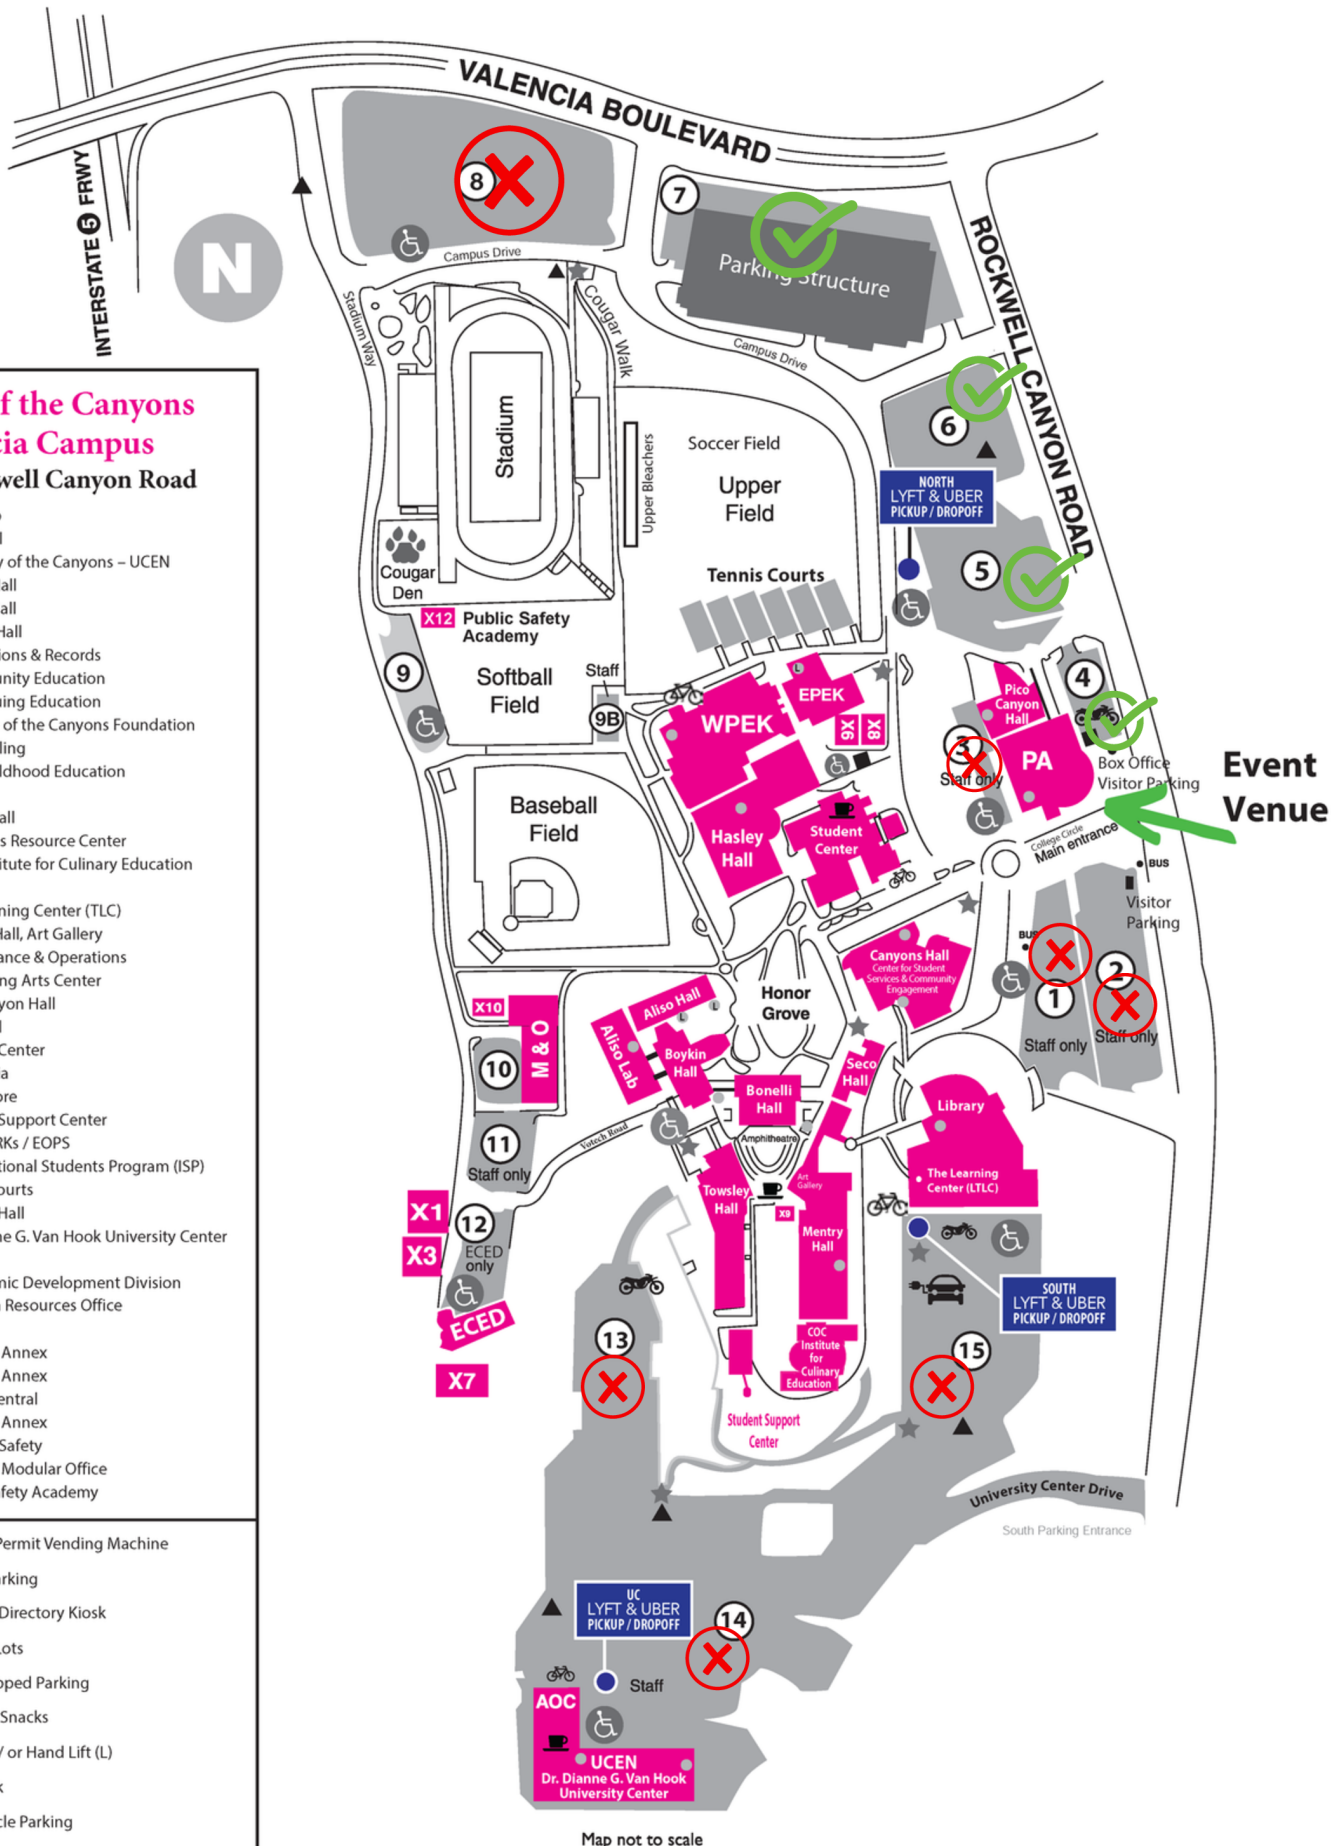 VALENCIA BOULEVARD
INTERSTATE 5 FRWY
8
7
N
Campus Drive
Parking Structure
ROCKWELL CANYON ROAD
Stadium Way
Cougar Walk
Campus Drive
6
Stadium
Upper Bleachers
Soccer Field
Upper
Field
NORTH
LYFT & UBER
PICKUP / DROPOFF
5
Cougar
Den
Tennis Courts
X12 Public Safety
Academy
9
Softball
Field
Staff
9B
WPEK
EPEK
L
X6
X8
Pico
Canyon
Hall
4
3
Staff only
PA
Box Office
Visitor Parking
Event
Venue
Baseball
Field
Hasley
Hall
Student
Center
College Circle
Main entrance
BUS
Visitor
Parking
BUS
1
Staff only
2
Staff only
Canyons Hall
Center for Student
Services & Community
Engagement
Honor
Grove
X10
M & O
10
Aliso Hall
L
L
Aliso Lab
Boykin
Hall
Bonelli
Hall
Seco
Hall
Amphitheatre
Library
The Learning
Center (LTLC)
11
Staff only
Votech Road
X1
X3
12
ECED
only
ECED
X7
Towsley
Hall
Art
Gallery
X9
Mentry
Hall
COC
Institute
for
Culinary
Education
Student Support
Center
13
SOUTH
LYFT & UBER
PICKUP / DROPOFF
15
University Center Drive
South Parking Entrance
UC
LYFT & UBER
PICKUP / DROPOFF
14
Staff
AOC
UCEN
Dr. Dianne G. Van Hook
University Center
Map not to scale
f the Canyons
cia Campus
well Canyon Road
y of the Canyons – UCEN
Hall
all
Hall
ions & Records
unity Education
uing Education
of the Canyons Foundation
ling
ldhood Education
all
s Resource Center
itute for Culinary Education
ning Center (TLC)
Hall, Art Gallery
ance & Operations
ng Arts Center
yon Hall
l
Center
ia
ore
Support Center
RKs / EOPS
tional Students Program (ISP)
ourts
Hall
ne G. Van Hook University Center
mic Development Division
Resources Office
Annex
Annex
entral
Annex
Safety
Modular Office
fety Academy
Permit Vending Machine
rking
Directory Kiosk
Lots
pped Parking
Snacks
/ or Hand Lift (L)
k
cle Parking